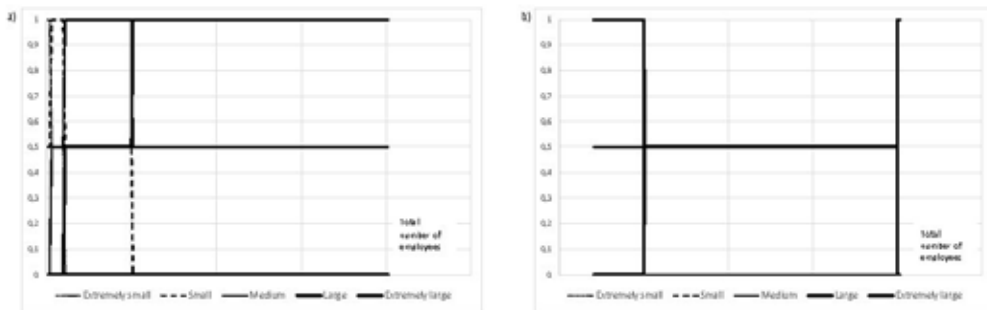 a)
1
0,9
0,8
0,7
0,6
0,5
0,4
0,3
0,2
0,1
0
Total
number of
employees
Extremely small Small Medium Large Extremely large
b)
1
0,9
0,8
0,7
0,6
0,5
0,4
0,3
0,2
0,1
0
Total
number of
employees
Extremely small Small Medium Large Extremely large